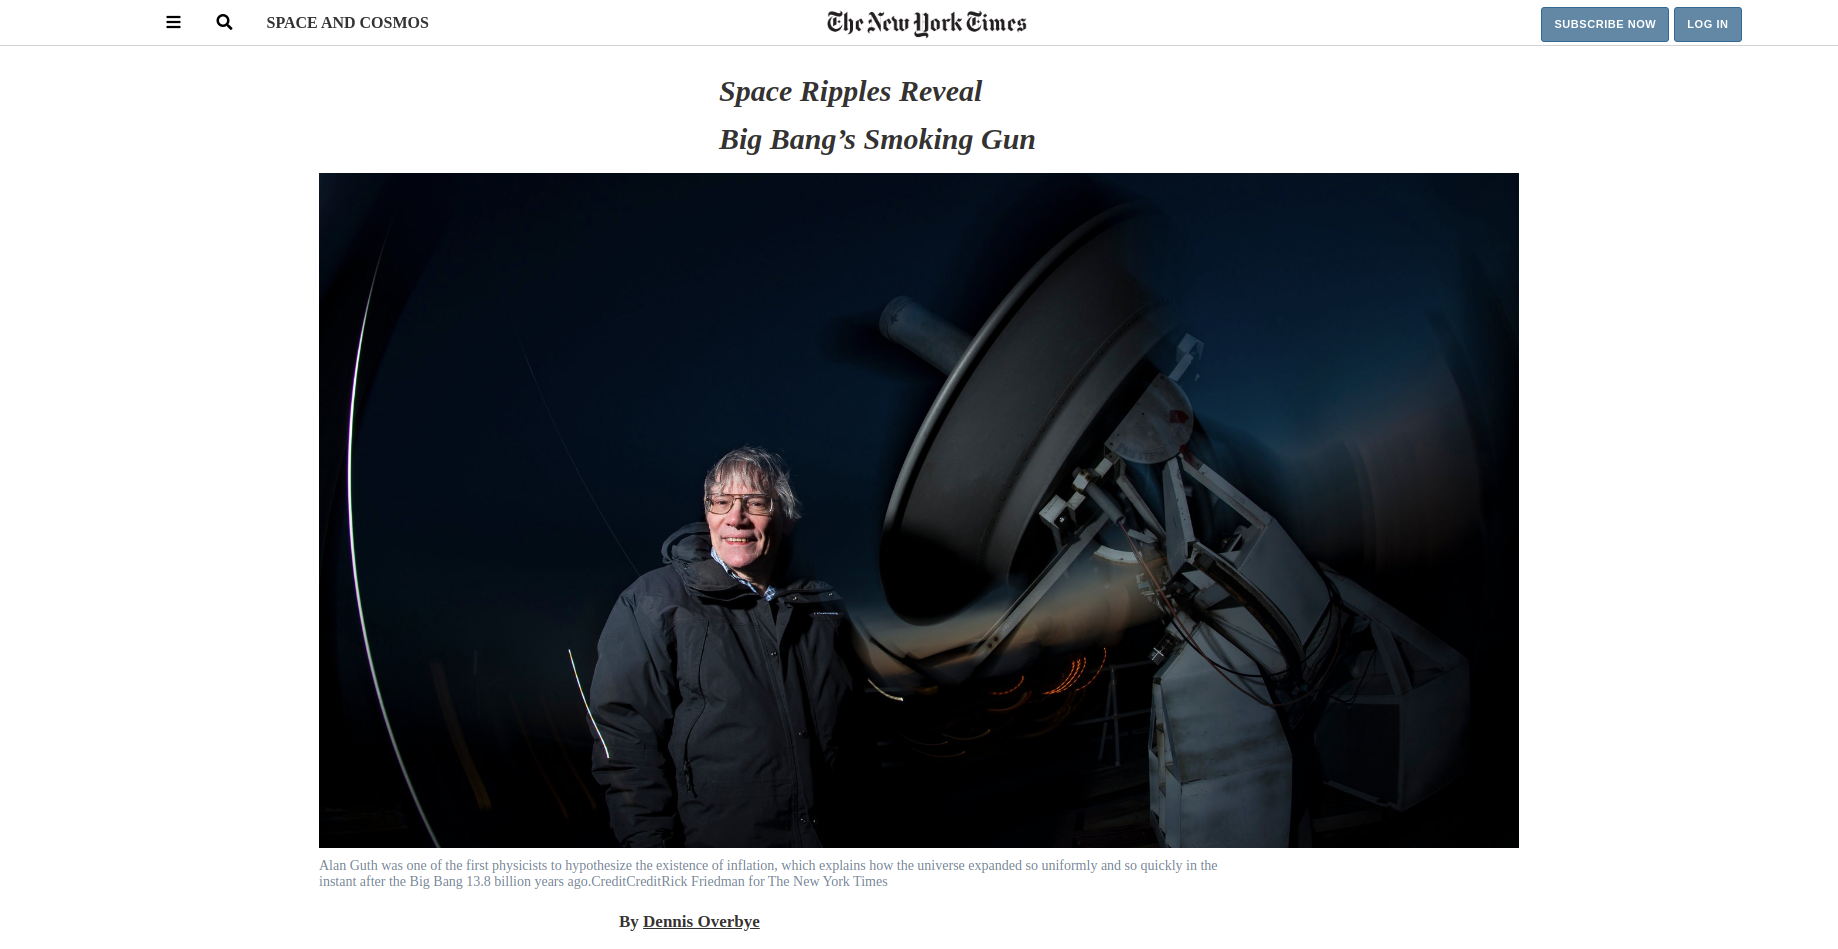 SPACE AND COSMOS
The New York Times
SUBSCRIBE NOW
LOG IN
Space Ripples Reveal
Big Bang’s Smoking Gun
Alan Guth was one of the first physicists to hypothesize the existence of inflation, which explains how the universe expanded so uniformly and so quickly in the
instant after the Big Bang 13.8 billion years ago.CreditCreditRick Friedman for The New York Times
By Dennis Overbye